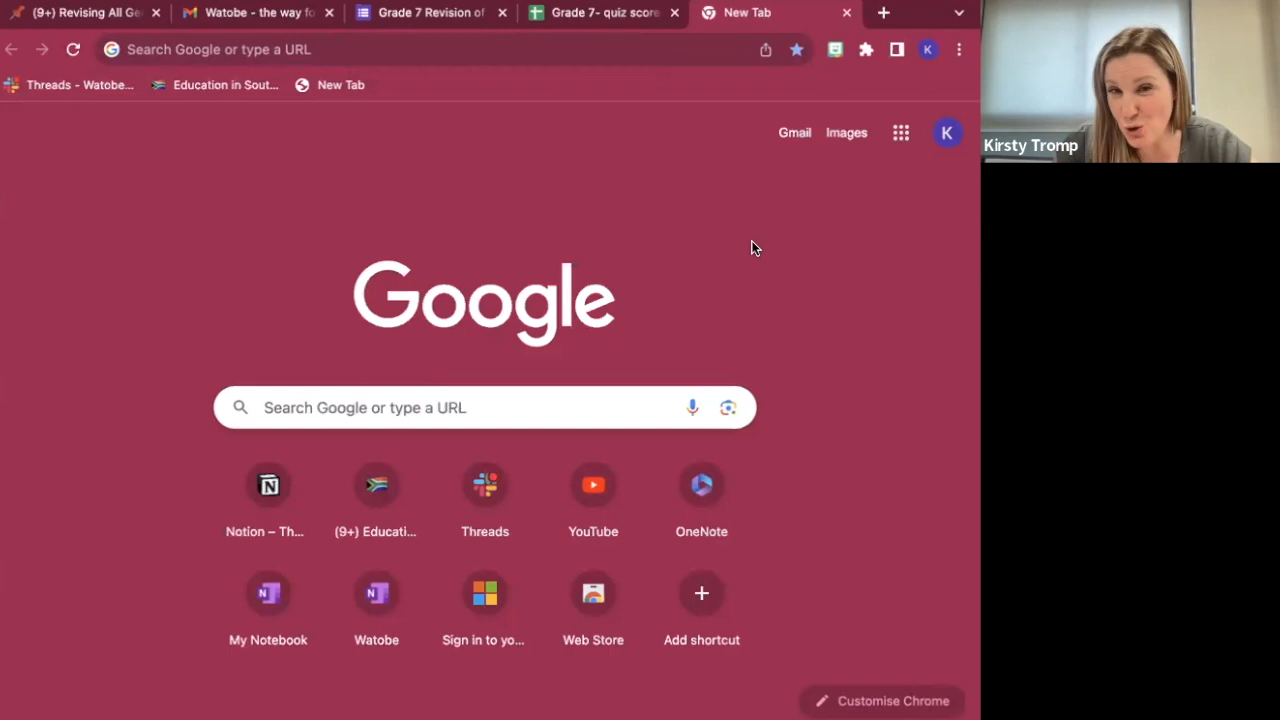 (9+) Revising All Ge
Watobe - the way fo
Grade 7 Revision of
Grade 7- quiz score
New Tab
Search Google or type a URL
K
Threads - Watobe...
Education in Sout...
New Tab
Gmail
Images
K
Kirsty Tromp
Google
Search Google or type a URL
Notion – Th...
(9+) Educati...
Threads
YouTube
OneNote
My Notebook
Watobe
Sign in to yo...
Web Store
Add shortcut
Customise Chrome